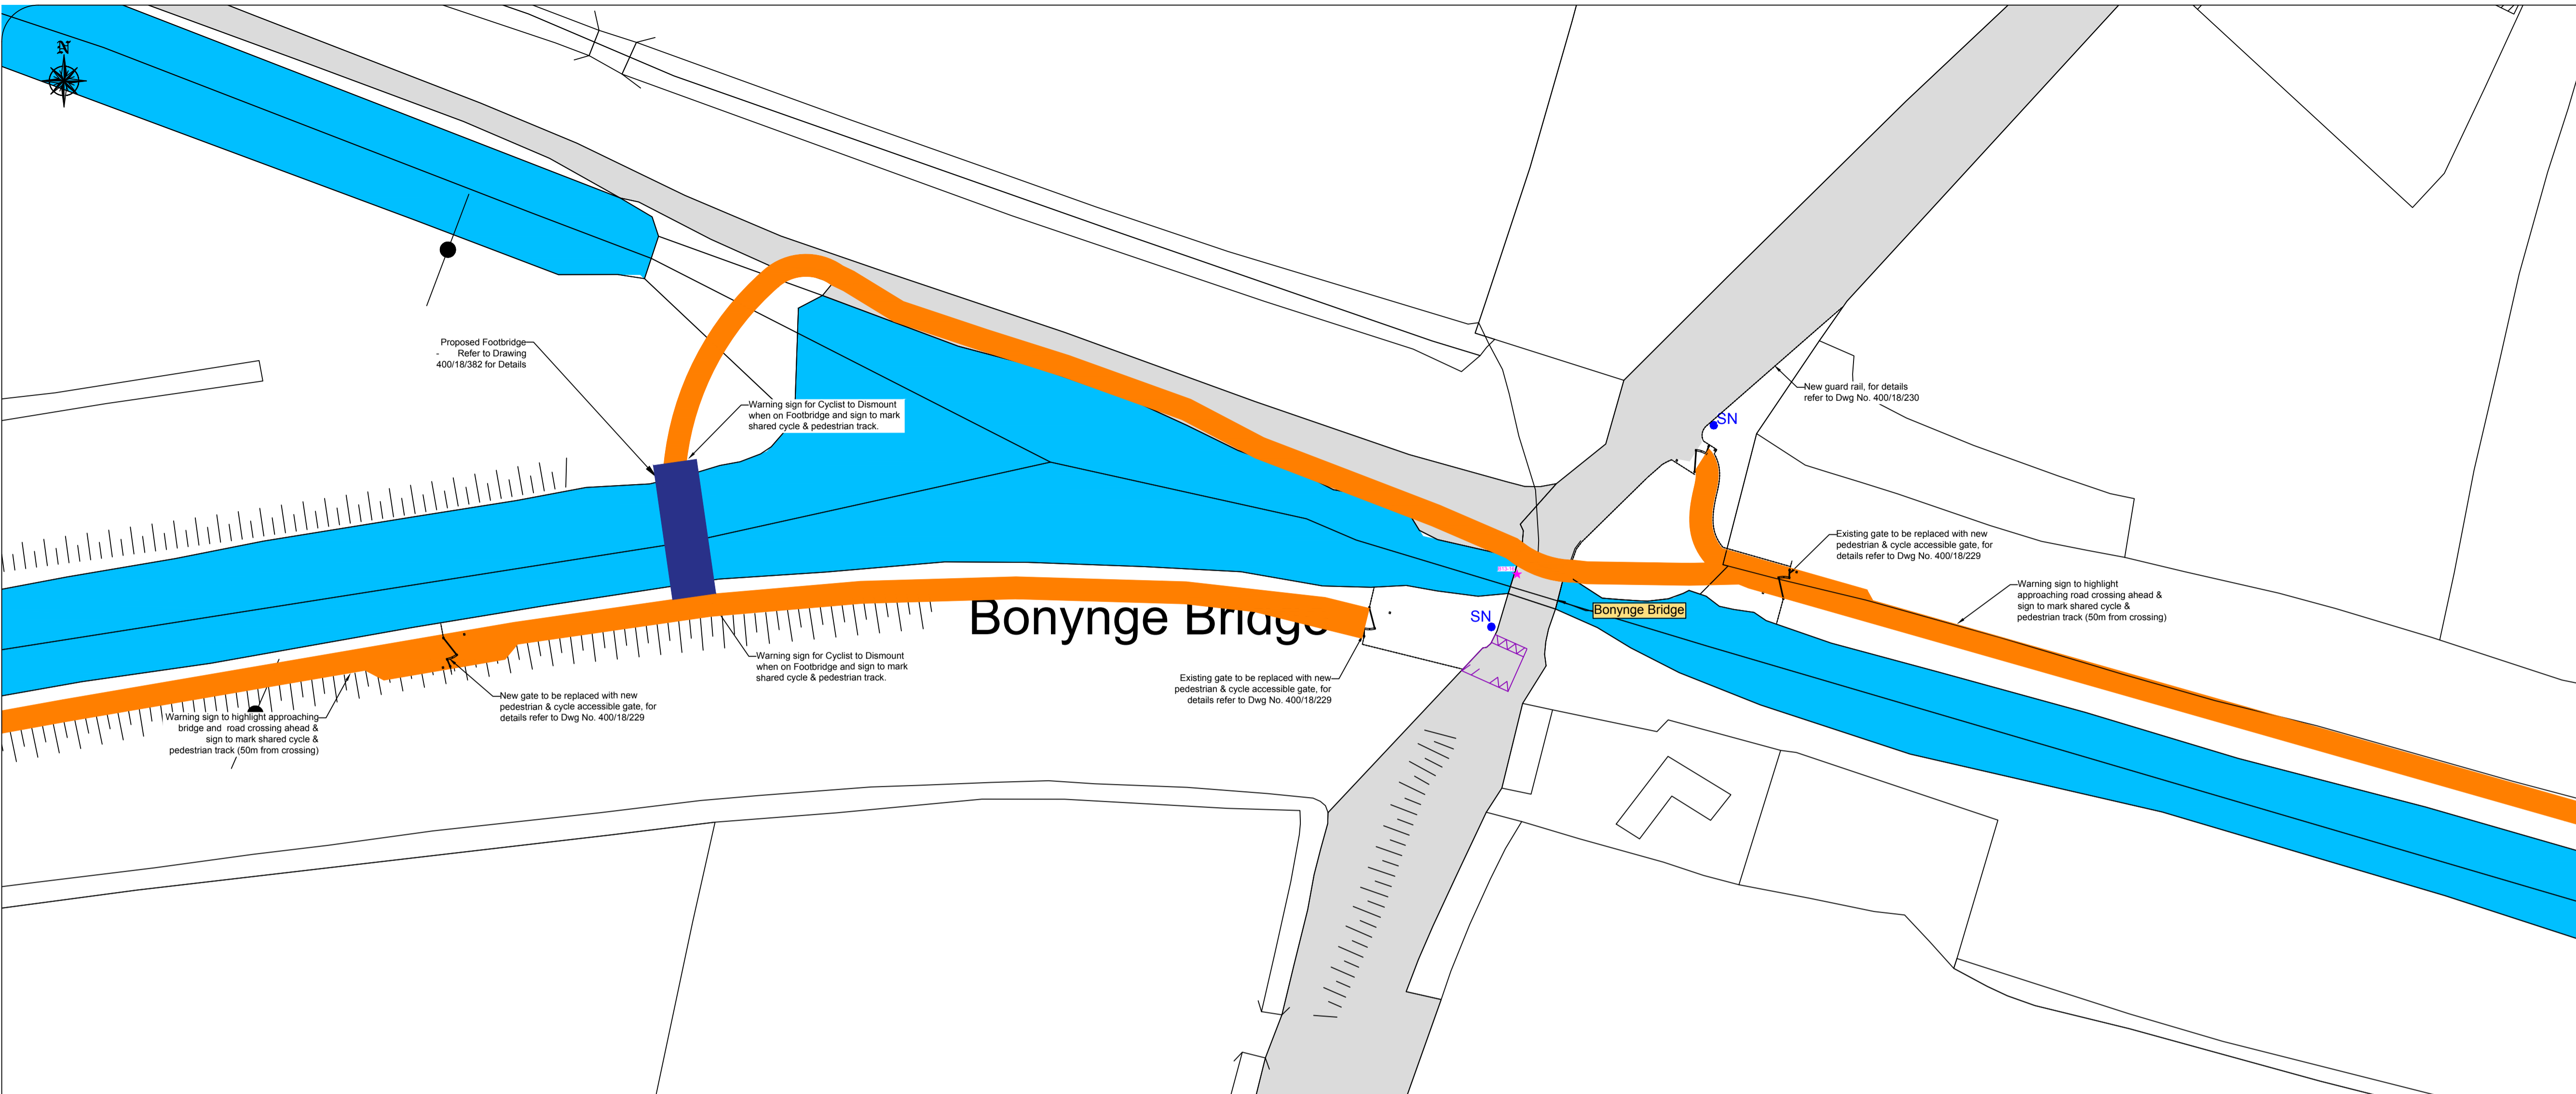 N
Proposed Footbridge
- Refer to Drawing
400/18/382 for Details
Warning sign for Cyclist to Dismount
when on Footbridge and sign to mark
shared cycle & pedestrian track.
New guard rail, for details
refer to Dwg No. 400/18/230
SN
Existing gate to be replaced with new
pedestrian & cycle accessible gate, for
details refer to Dwg No. 400/18/229
Warning sign to highlight
approaching road crossing ahead &
sign to mark shared cycle &
pedestrian track (50m from crossing)
Bonynge Bridge
SN
Bonynge Bridge
Warning sign for Cyclist to Dismount
when on Footbridge and sign to mark
shared cycle & pedestrian track.
Existing gate to be replaced with new
pedestrian & cycle accessible gate, for
details refer to Dwg No. 400/18/229
New gate to be replaced with new
pedestrian & cycle accessible gate, for
details refer to Dwg No. 400/18/229
Warning sign to highlight approaching
bridge and road crossing ahead &
sign to mark shared cycle &
pedestrian track (50m from crossing)